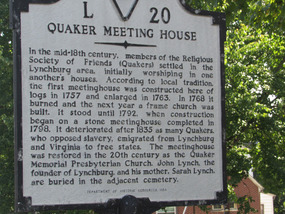 L 20
QUAKER MEETING HOUSE
In the mid-18th century, members of the Religious
Society of Friends (Quakers) settled in the
Lynchburg area, initially worshiping in one
another's houses. According to local tradition,
the first meetinghouse was constructed here of
logs in 1757 and enlarged in 1763. In 1768 it
burned and the next year a frame church was
built. It stood until 1792, when construction
began on a stone meetinghouse completed in
1798. It deteriorated after 1835 as many Quakers,
who opposed slavery, emigrated from Lynchburg
and Virginia to free states. The meetinghouse
was restored in the 20th century as the Quaker
Memorial Presbyterian Church. John Lynch, the
founder of Lynchburg, and his mother, Sarah Lynch,
are buried in the adjacent cemetery.
DEPARTMENT OF HISTORIC RESOURCES